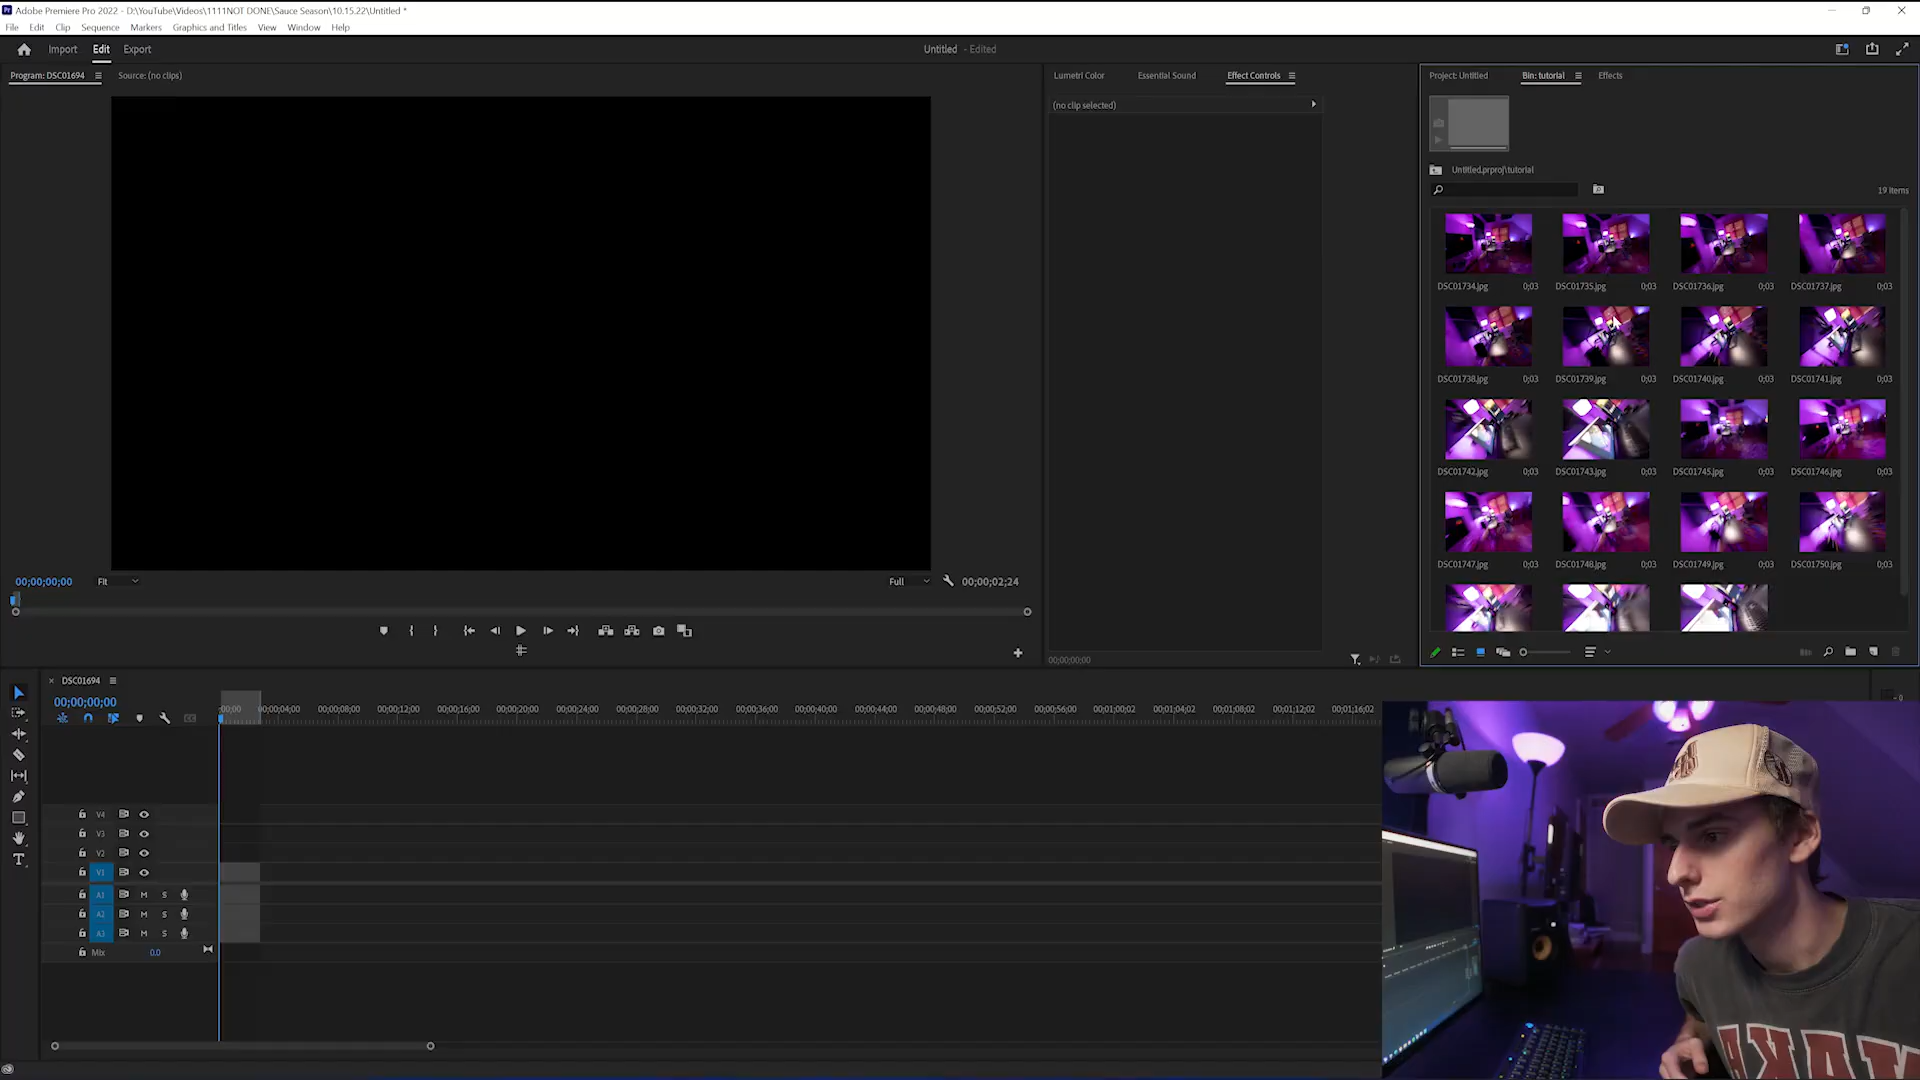 Adobe Premiere Pro 2022 - D:\YouTube\Videos\1111NOT DONE\Sauce Season\10.15.22\Untitled *
File Edit Clip Sequence Markers Graphics and Titles View Window Help
Import Edit Export
Untitled - Edited
Program: DSC01694
Source: (no clips)
Lumetri Color
Essential Sound
Effect Controls
Project: Untitled
Bin: tutorial
Effects
(no clip selected)
Untitled.prproj\tutorial
19 items
DSC01734.jpg 0;03
DSC01735.jpg 0;03
DSC01736.jpg 0;03
DSC01737.jpg 0;03
DSC01738.jpg 0;03
DSC01739.jpg 0;03
DSC01740.jpg 0;03
DSC01741.jpg 0;03
DSC01742.jpg 0;03
DSC01743.jpg 0;03
DSC01745.jpg 0;03
DSC01746.jpg 0;03
DSC01747.jpg 0;03
DSC01748.jpg 0;03
DSC01749.jpg 0;03
DSC01750.jpg 0;03
00;00;00;00
Fit
Full
00;00;02;24
00;00;00;00
DSC01694
00;00;00;00
;00;00 00;00;04;00 00;00;08;00 00;00;12;00 00;00;16;00 00;00;20;00 00;00;24;00 00;00;28;00 00;00;32;00 00;00;36;00 00;00;40;00 00;00;44;00 00;00;48;00 00;00;52;00 00;00;56;00 00;01;00;02 00;01;04;02 00;01;08;02 00;01;12;02 00;01;16;02
V4
V3
V2
V1
A1 M S
A2 M S
A3 M S
Mix 0.0